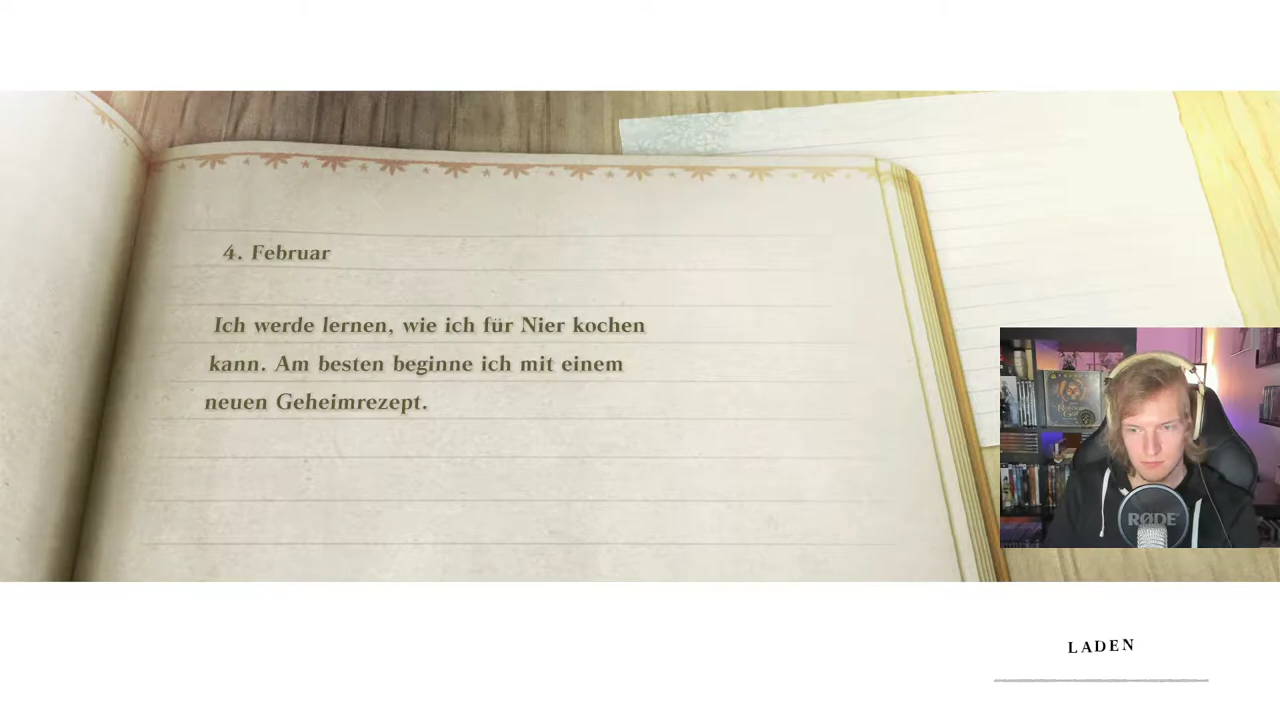 4. Februar
Ich werde lernen, wie ich für Nier kochen
kann. Am besten beginne ich mit einem
neuen Geheimrezept.
RØDE
LADEN